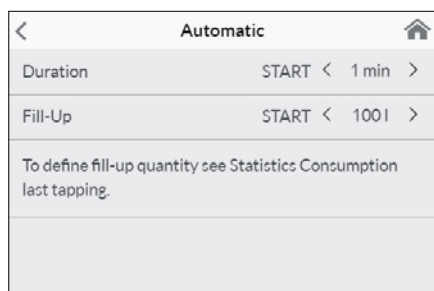 Automatic
Duration START < 1 min >
Fill-Up START < 100 l >
To define fill-up quantity see Statistics Consumption
last tapping.